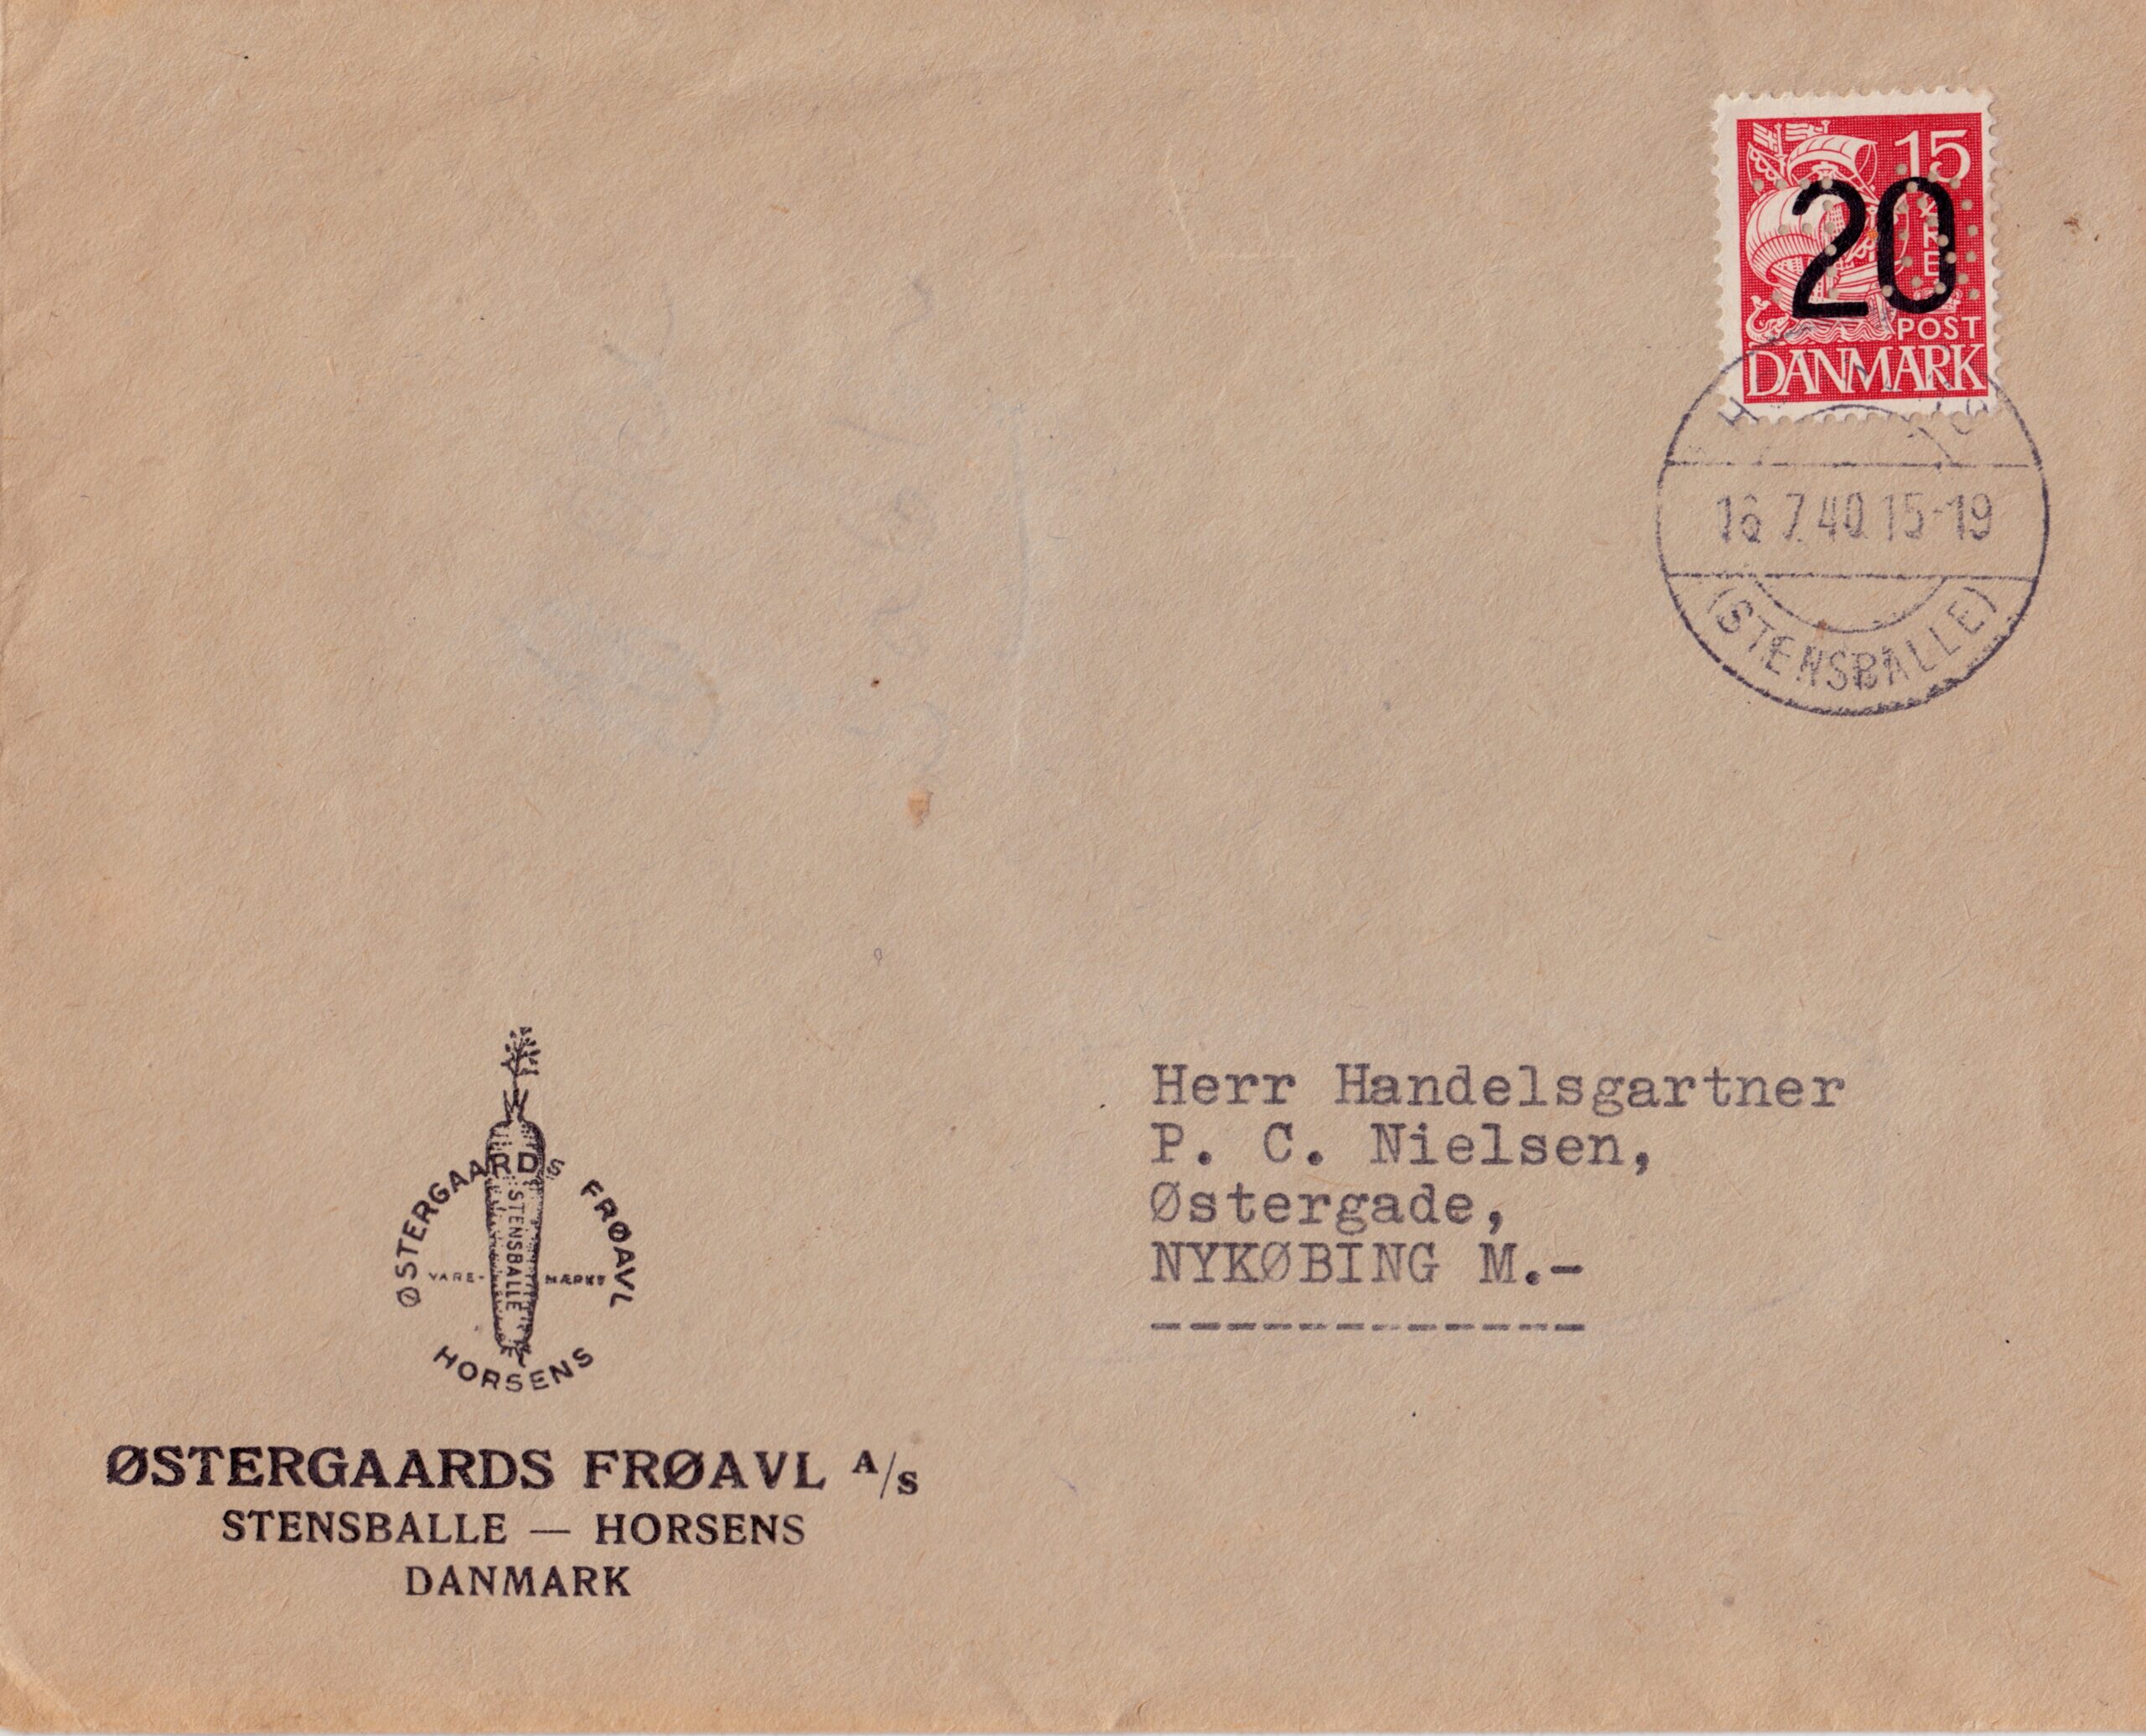 15
20
ØRE
POST
DANMARK
16.7.40.15-19
(STENSBALLE)
ØSTERGAARDS FRØAVL
STENSBALLE
VARE-MÆRKE
HORSENS
Herr Handelsgartner
P. C. Nielsen,
Østergade,
NYKØBING M.-
-------------
ØSTERGAARDS FRØAVL A/S
STENSBALLE — HORSENS
DANMARK